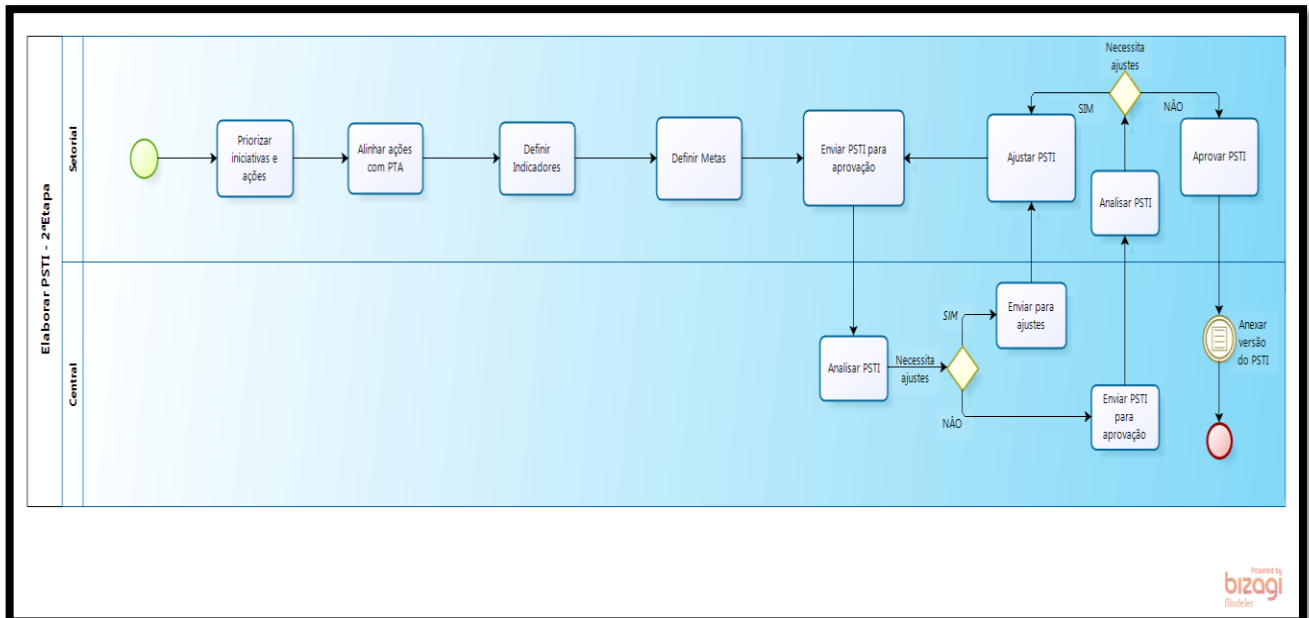 Elaborar PSTI - 2ªEtapa
Setorial
Priorizar
iniciativas e
ações
Alinhar ações
com PTA
Definir
Indicadores
Definir Metas
Enviar PSTI para
aprovação
Ajustar PSTI
Necessita
ajustes
SIM
NÂO
Analisar PSTI
Aprovar PSTI
Central
Analisar PSTI
Necessita
ajustes
SIM
NÂO
Enviar para
ajustes
Enviar PSTI
para
aprovação
Anexar
versão
do PSTI
Powered by
bizagi
Modeler